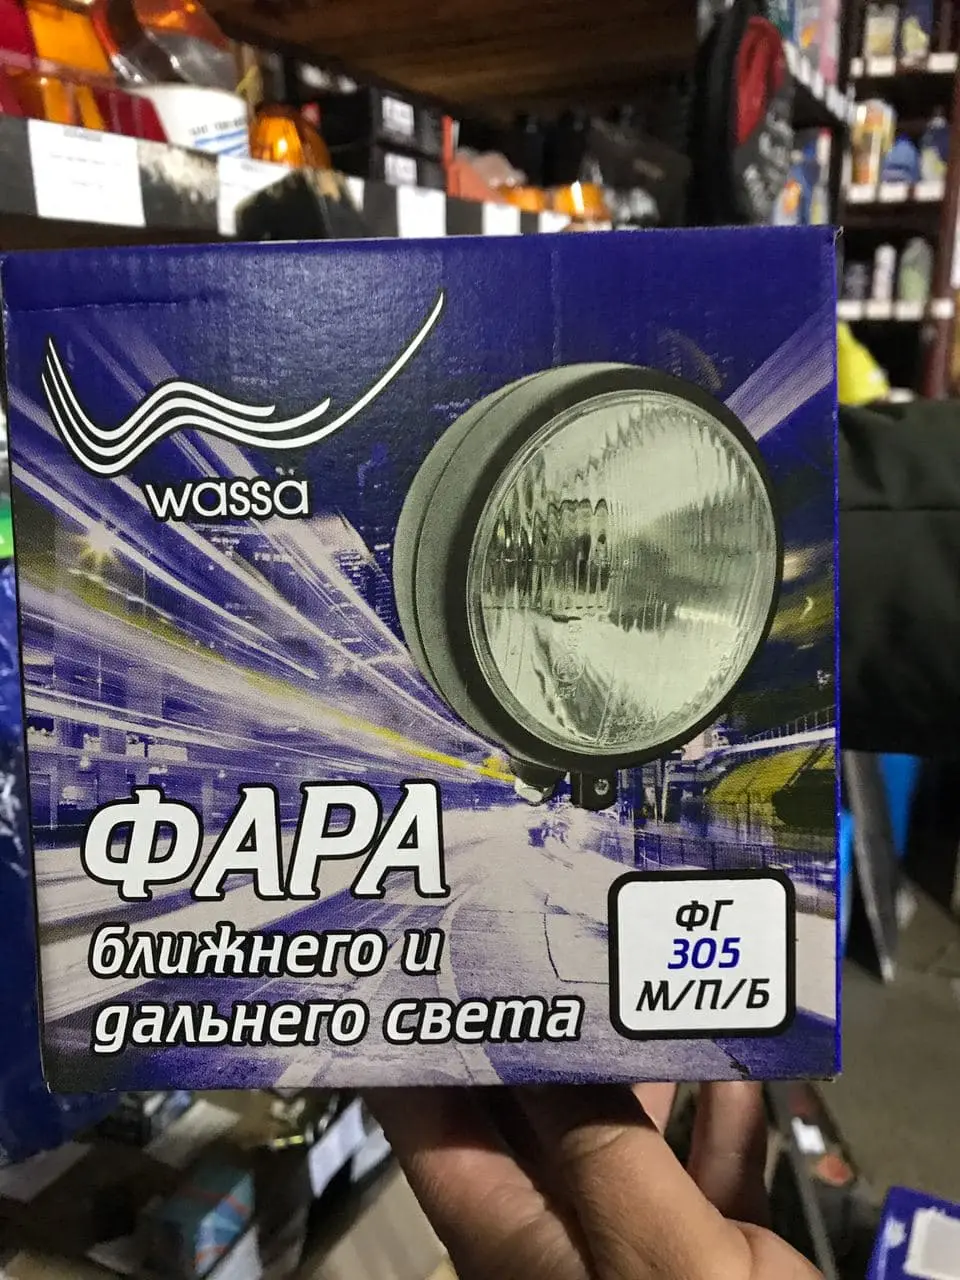 wassa
ФАРА
ближнего и
дальнего света
ФГ
305
М/П/Б